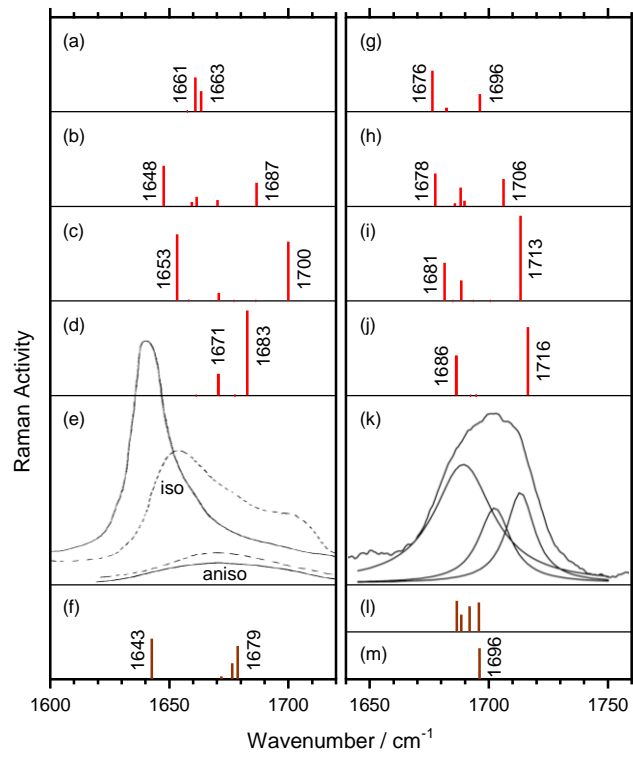 (a)
1661
1663
(b)
1648
1687
(c)
1653
1700
(d)
1671
1683
(e)
iso
aniso
(f)
1643
1679
(g)
1676
1696
(h)
1678
1706
(i)
1681
1713
(j)
1686
1716
(k)
(l)
(m)
1696
Raman Activity
1600
1650
1700
1650
1700
1750
Wavenumber / cm⁻¹